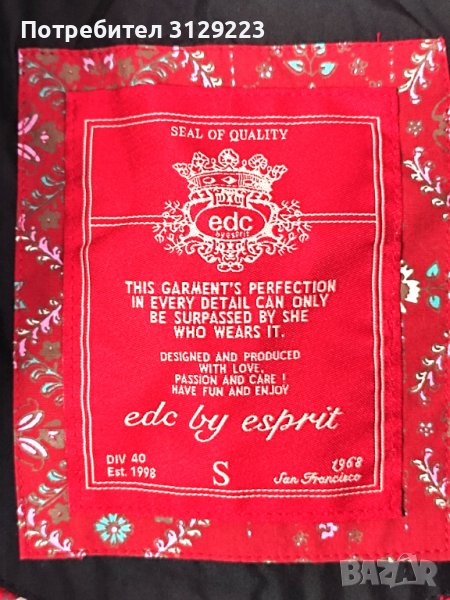 Потребител 3129223
SEAL OF QUALITY
edc
by esprit
THIS GARMENT'S PERFECTION
IN EVERY DETAIL CAN ONLY
BE SURPASSED BY SHE
WHO WEARS IT.
DESIGNED AND PRODUCED
WITH LOVE,
PASSION AND CARE !
HAVE FUN AND ENJOY
edc by esprit
DIV 40
Est. 1998
S
1968
San Francisco
BAZAR